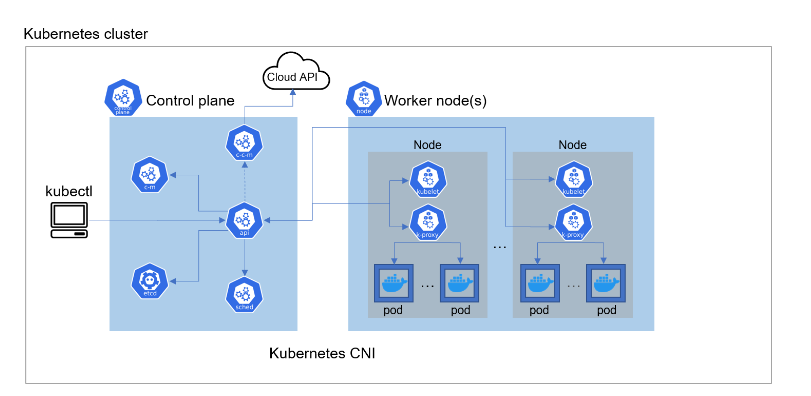 Kubernetes cluster
Cloud API
control plane
Control plane
node
Worker node(s)
c-c-m
Node
Node
c-m
kubelet
kubelet
kubectl
api
k-proxy
k-proxy
...
etcd
sched
...
...
pod
pod
pod
pod
Kubernetes CNI